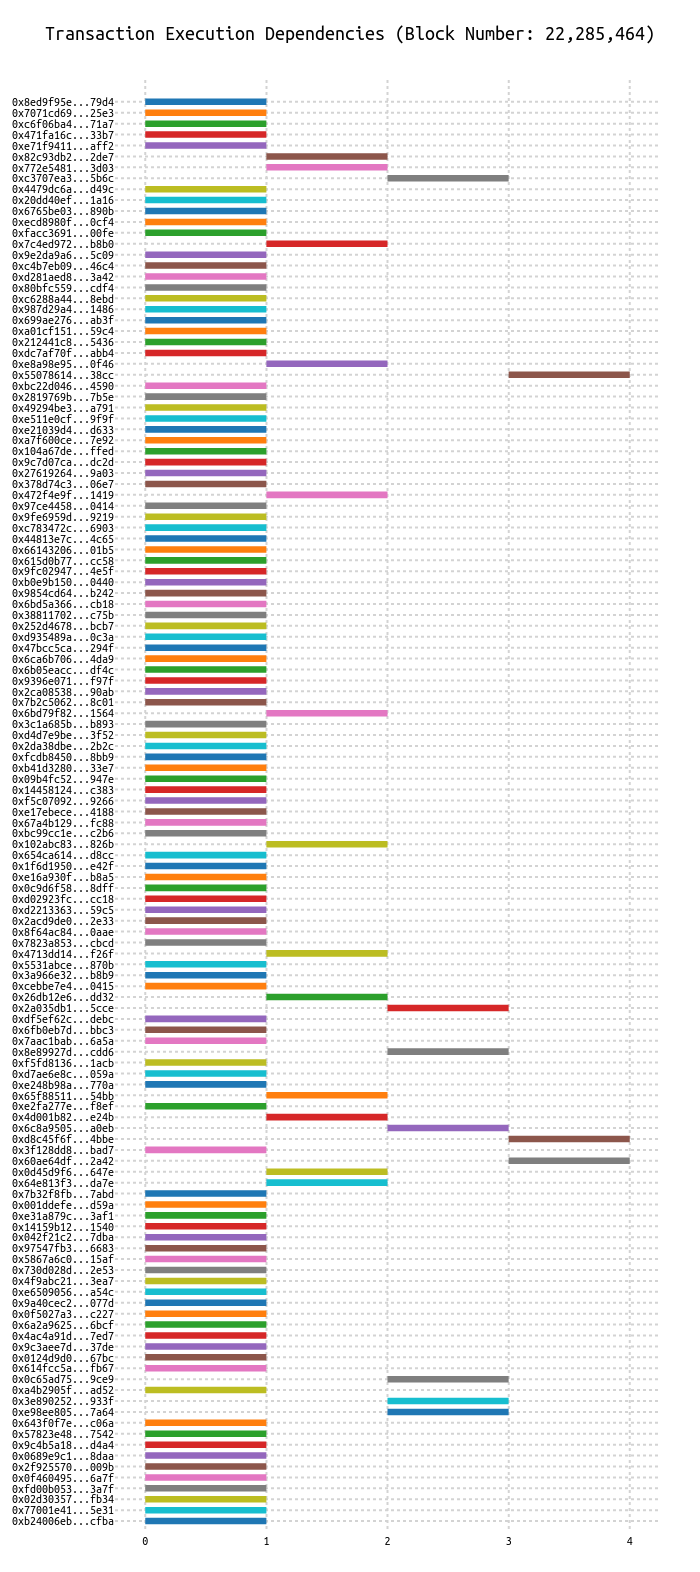 Transaction Execution Dependencies (Block Number: 22,285,464)
0x8ed9f95e...79d4
0x7071cd69...25e3
0xc6f06ba4...71a7
0x471fa16c...33b7
0xe71f9411...aff2
0x82c93db2...2de7
0x772e5481...3d03
0xc3707ea3...5b6c
0x4479dc6a...d49c
0x20dd40ef...1a16
0x6765be03...890b
0xecd8980f...0cf4
0xfacc3691...00fe
0x7c4ed972...b8b0
0x9e2da9a6...5c09
0xc4b7eb09...46c4
0xd281aed8...3a42
0x80bfc559...cdf4
0xc6288a44...8ebd
0x987d29a4...1486
0x699ae276...ab3f
0xa01cf151...59c4
0x212441c8...5436
0xdc7af70f...abb4
0xe8a98e95...0f46
0x55078614...38cc
0xbc22d046...4590
0x2819769b...7b5e
0x49294be3...a791
0xe511e0cf...9f9f
0xe21039d4...d633
0xa7f600ce...7e92
0x104a67de...ffed
0x9c7d07ca...dc2d
0x27619264...9a03
0x378d74c3...06e7
0x472f4e9f...1419
0x97ce4458...0414
0x9fe6959d...9219
0xc783472c...6903
0x44813e7c...4c65
0x66143206...01b5
0x615d0b77...cc58
0x9fc02947...4e5f
0xb0e9b150...0440
0x9854cd64...b242
0x6bd5a366...cb18
0x38811702...c75b
0x252d4678...bcb7
0xd935489a...0c3a
0x47bcc5ca...294f
0x6ca6b706...4da9
0x6b05eacc...df4c
0x9396e071...f97f
0x2ca08538...90ab
0x7b2c5062...8c01
0x6bd79f82...1564
0x3c1a685b...b893
0xd4d7e9be...3f52
0x2da38dbe...2b2c
0xfcdb8450...8bb9
0xb41d3280...33e7
0x09b4fc52...947e
0x14458124...c383
0xf5c07092...9266
0xe17ebece...4188
0x67a4b129...fc88
0xbc99cc1e...c2b6
0x102abc83...826b
0x654ca614...d8cc
0x1f6d1950...e42f
0xe16a930f...b8a5
0x0c9d6f58...8dff
0xd02923fc...cc18
0xd2213363...59c5
0x2acd9de0...2e33
0x8f64ac84...0aae
0x7823a853...cbcd
0x4713dd14...f26f
0x5531abce...870b
0x3a966e32...b8b9
0xcebbe7e4...0415
0x26db12e6...dd32
0x2a035db1...5cce
0xdf5ef62c...debc
0x6fb0eb7d...bbc3
0x7aac1bab...6a5a
0x8e89927d...cdd6
0xf5fd8136...1acb
0xd7ae6e8c...059a
0xe248b98a...770a
0x65f88511...54bb
0xe2fa277e...f8ef
0x4d001b82...e24b
0x6c8a9505...a0eb
0xd8c45f6f...4bbe
0x3f128dd8...bad7
0x60ae64df...2a42
0x0d45d9f6...647e
0x64e813f3...da7e
0x7b32f8fb...7abd
0x001ddefe...d59a
0xe31a879c...3af1
0x14159b12...1540
0x042f21c2...7dba
0x97547fb3...6683
0x5867a6c0...15af
0x730d028d...2e53
0x4f9abc21...3ea7
0xe6509056...a54c
0x9a40cec2...077d
0x0f5027a3...c227
0x6a2a9625...6bcf
0x4ac4a91d...7ed7
0x9c3aee7d...37de
0x0124d9d0...67bc
0x614fcc5a...fb67
0x0c65ad75...9ce9
0xa4b2905f...ad52
0x3e890252...933f
0xe98ee805...7a64
0x643f0f7e...c06a
0x57823e48...7542
0x9c4b5a18...d4a4
0x0689e9c1...8daa
0x2f925570...009b
0x0f460495...6a7f
0xfd00b053...3a7f
0x02d30357...fb34
0x77001e41...5e31
0xb24006eb...cfba
0 1 2 3 4